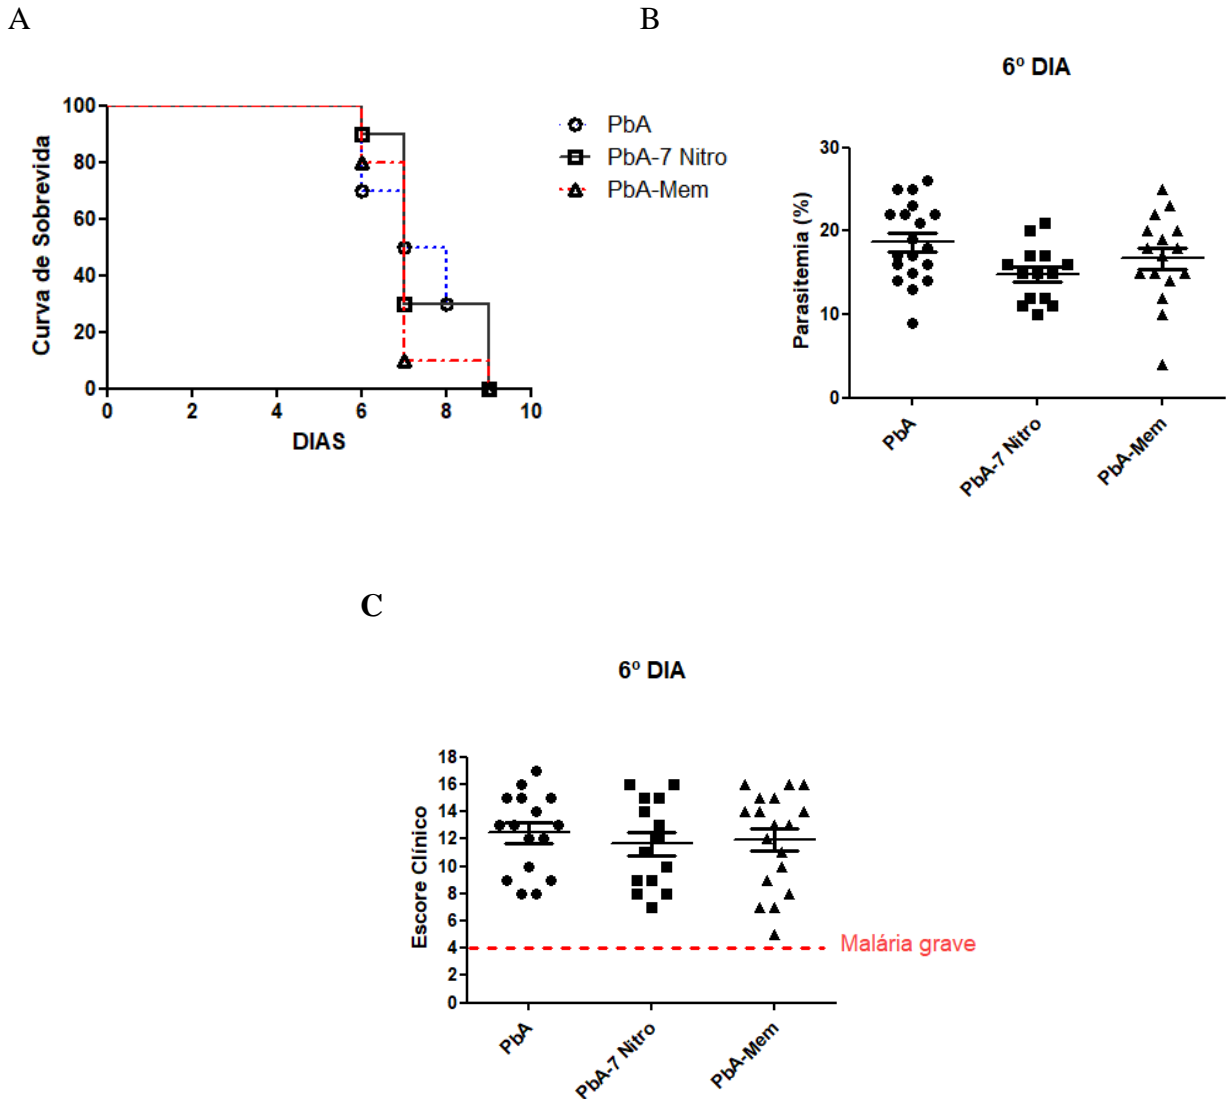 A
B
6º DIA
100
80
60
40
20
0
Curva de Sobrevida
0 2 4 6 8 10
DIAS
PbA
PbA-7 Nitro
PbA-Mem
30
20
10
0
Parasitemia (%)
PbA
PbA-7 Nitro
PbA-Mem
C
6º DIA
18
16
14
12
10
8
6
4
2
0
Escore Clínico
Malária grave
PbA
PbA-7 Nitro
PbA-Mem